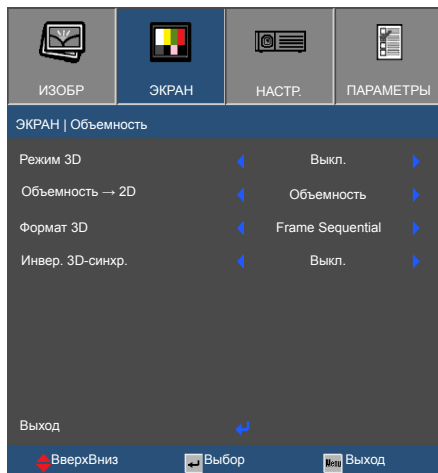 ИЗОБР ЭКРАН НАСТР. ПАРАМЕТРЫ
ЭКРАН | Объемность
Режим 3D Выкл.
Объемность → 2D Объемность
Формат 3D Frame Sequential
Инвер. 3D-синхр. Выкл.
Выход
ВверхВниз Выбор Menu Выход